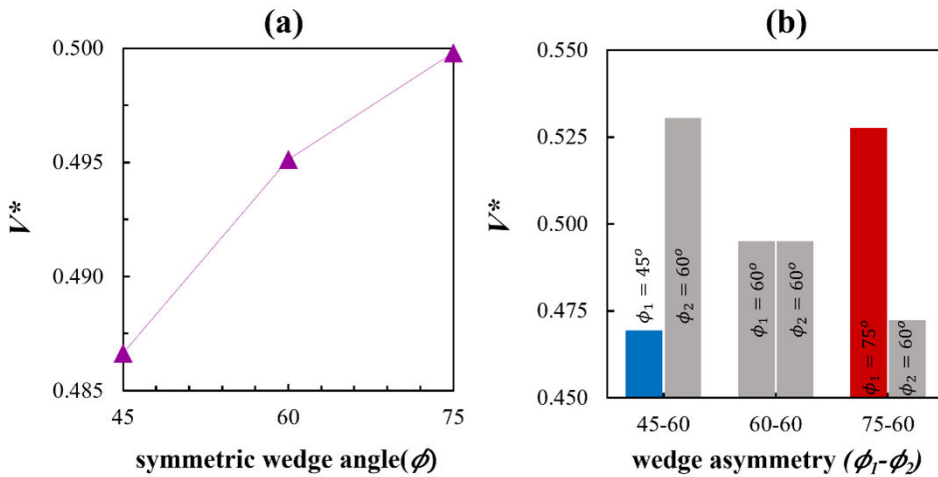 (a)
0.500
0.495
0.490
0.485
V*
45
60
75
symmetric wedge angle(ϕ)
(b)
0.550
0.525
0.500
0.475
0.450
V*
ϕ₁ = 45°
ϕ₂ = 60°
ϕ₁ = 60°
ϕ₂ = 60°
ϕ₁ = 75°
ϕ₂ = 60°
45-60
60-60
75-60
wedge asymmetry (ϕ₁-ϕ₂)